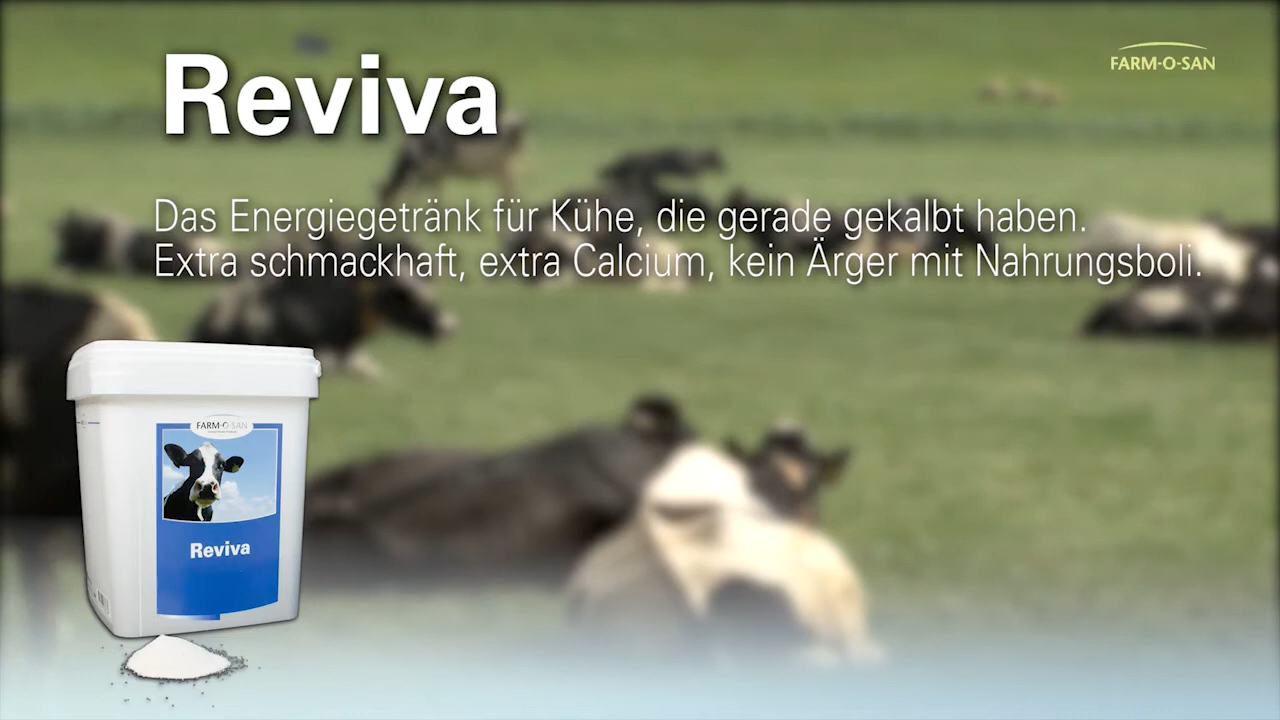 Reviva
FARM-O-SAN
Das Energiegetränk für Kühe, die gerade gekalbt haben.
Extra schmackhaft, extra Calcium, kein Ärger mit Nahrungsboli.
FARM-O-SAN
Reviva